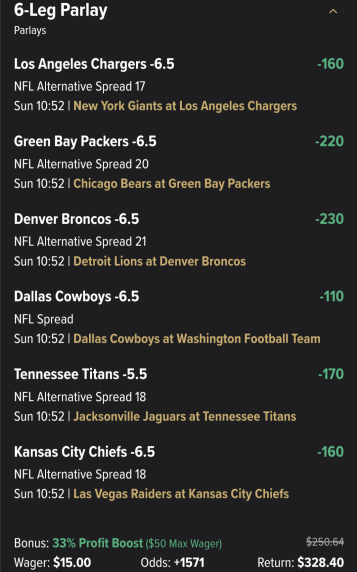 6-Leg Parlay
Parlays
Los Angeles Chargers -6.5 -160
NFL Alternative Spread 17
Sun 10:52 | New York Giants at Los Angeles Chargers
Green Bay Packers -6.5 -220
NFL Alternative Spread 20
Sun 10:52 | Chicago Bears at Green Bay Packers
Denver Broncos -6.5 -230
NFL Alternative Spread 21
Sun 10:52 | Detroit Lions at Denver Broncos
Dallas Cowboys -6.5 -110
NFL Spread
Sun 10:52 | Dallas Cowboys at Washington Football Team
Tennessee Titans -5.5 -170
NFL Alternative Spread 18
Sun 10:52 | Jacksonville Jaguars at Tennessee Titans
Kansas City Chiefs -6.5 -160
NFL Alternative Spread 18
Sun 10:52 | Las Vegas Raiders at Kansas City Chiefs
Bonus: 33% Profit Boost ($50 Max Wager) $250.64
Wager: $15.00 Odds: +1571 Return: $328.40